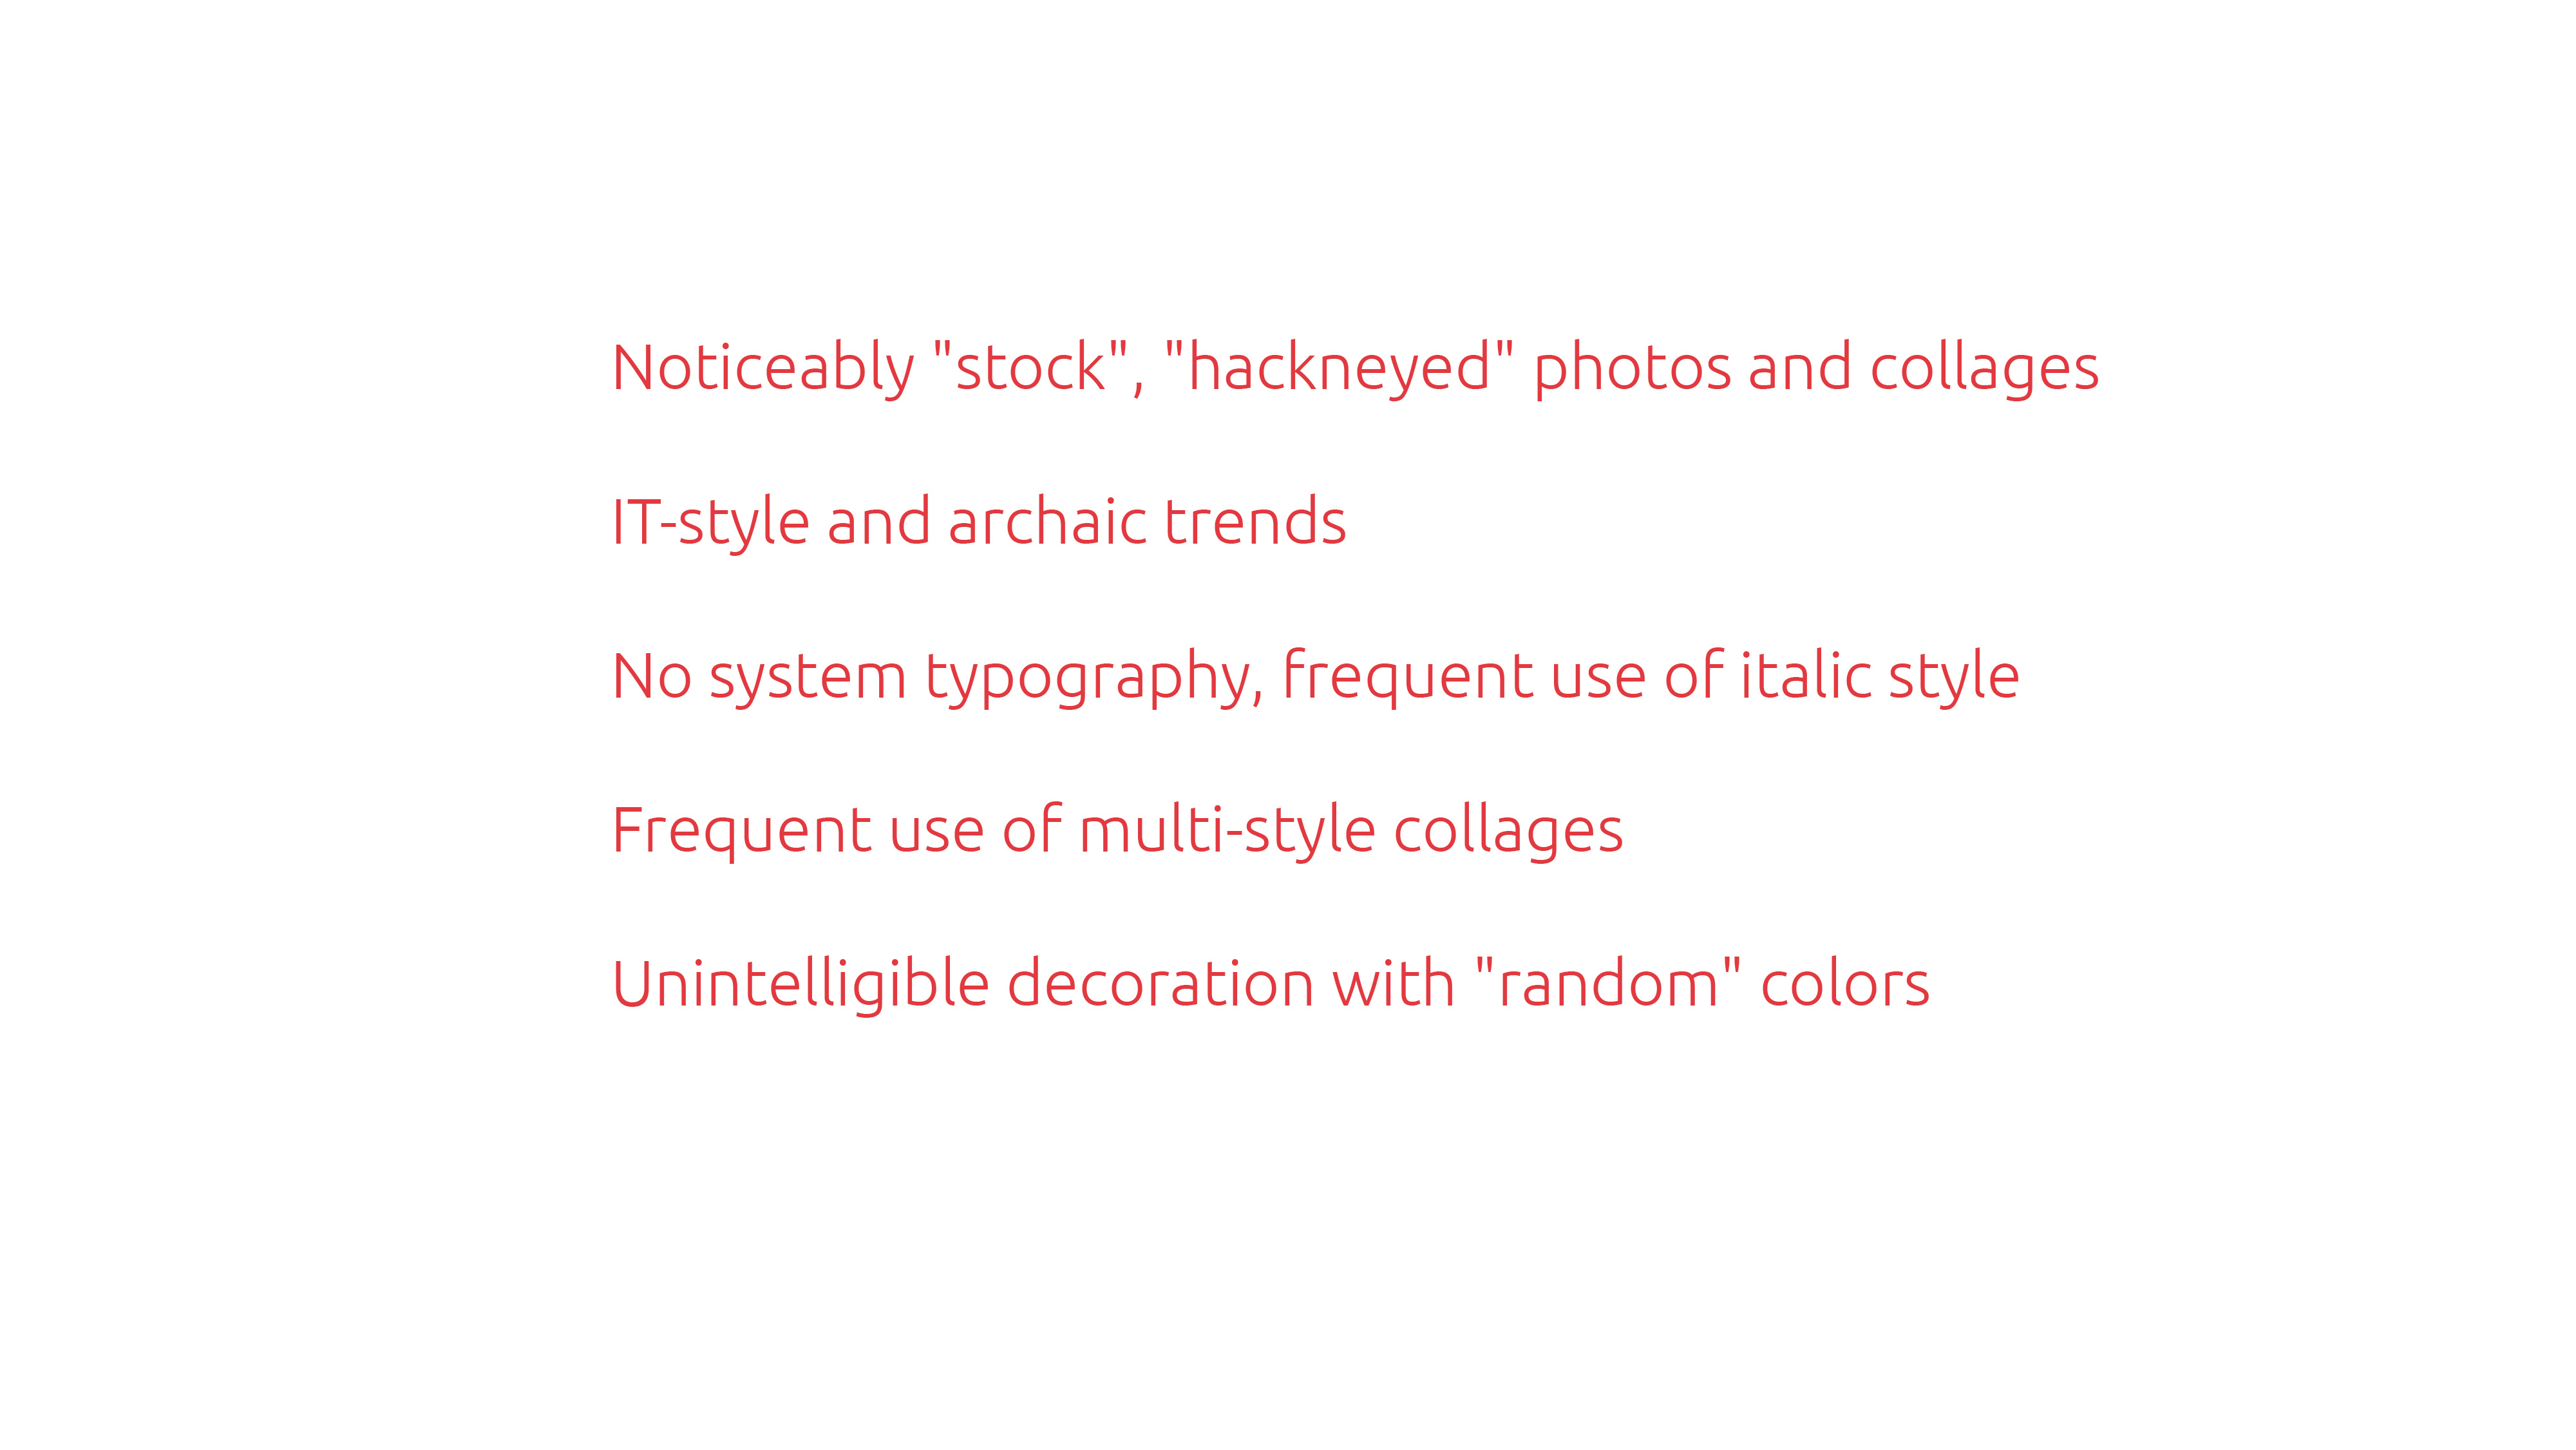 Noticeably "stock", "hackneyed" photos and collages
IT-style and archaic trends
No system typography, frequent use of italic style
Frequent use of multi-style collages
Unintelligible decoration with "random" colors